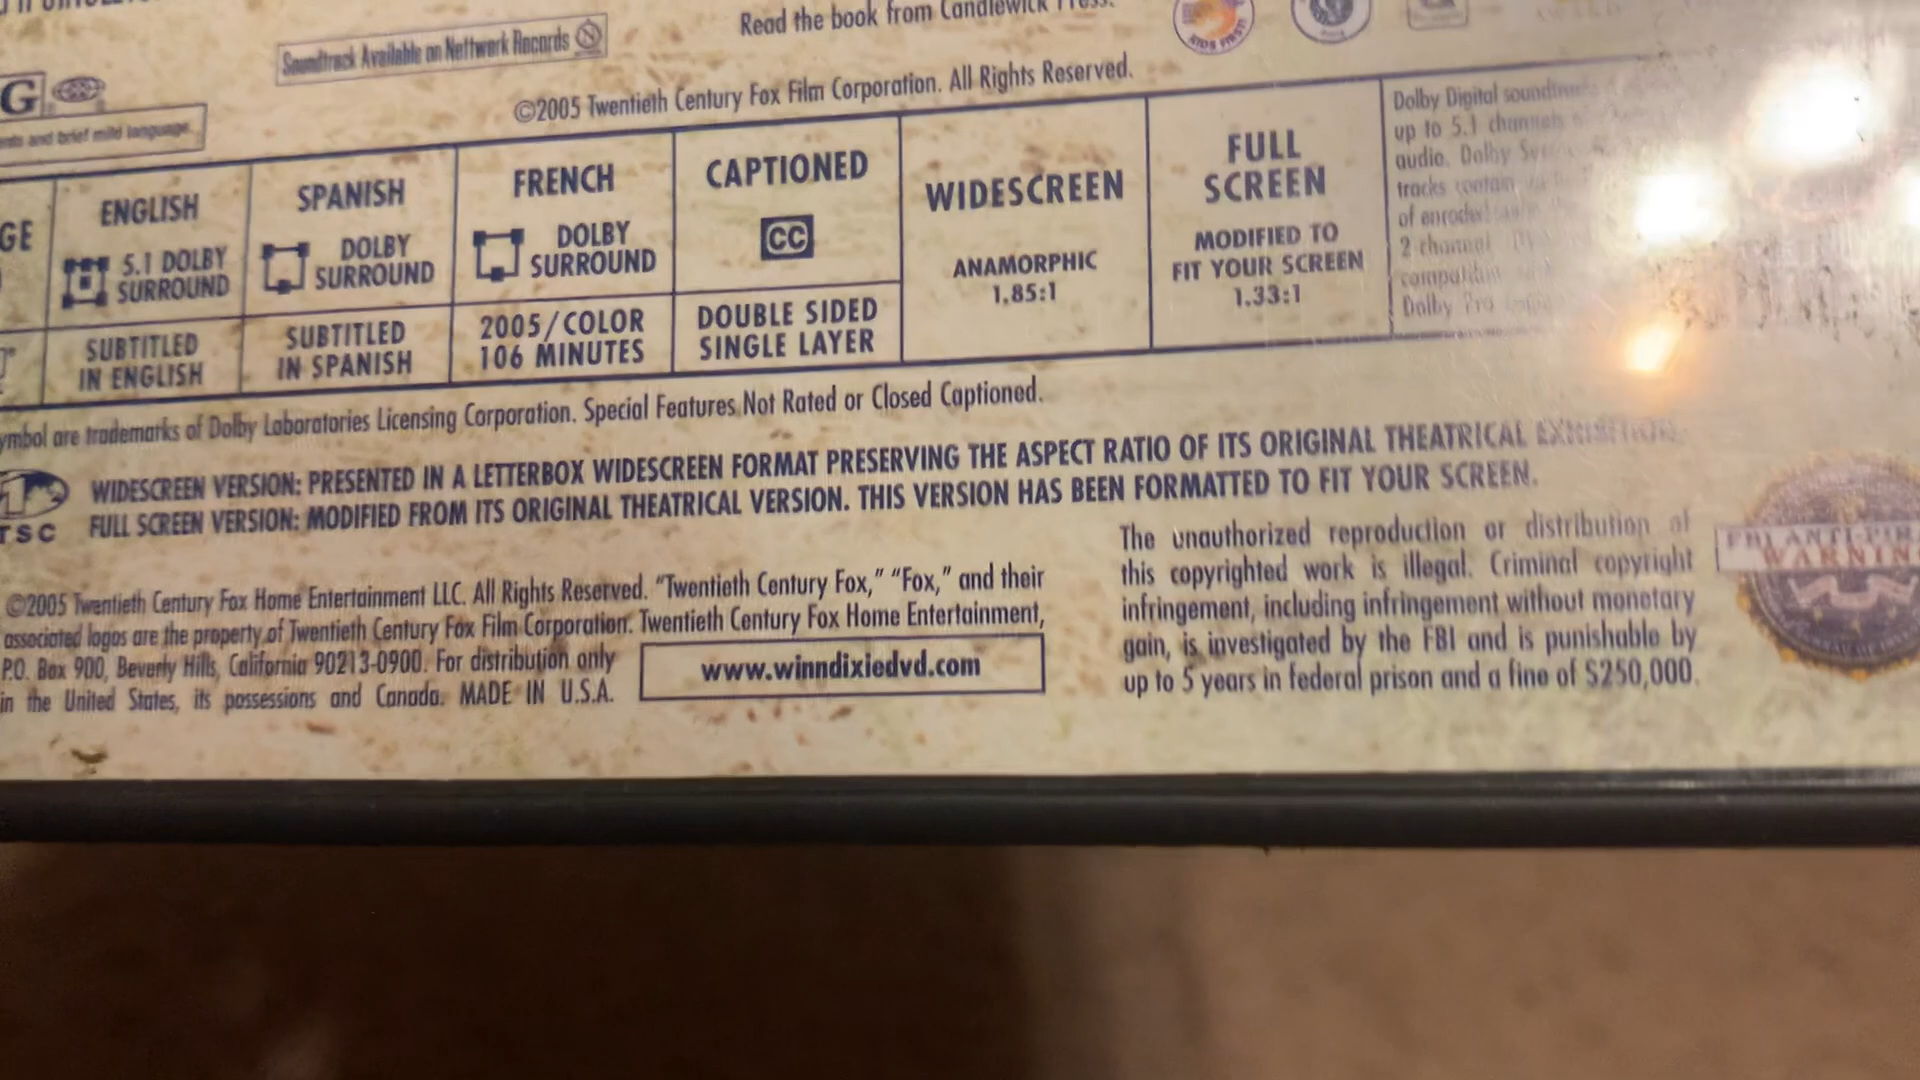 Read the book from Candlewick Press.
Soundtrack Available on Nettwerk Records
KIDS FIRST!
G
ents and brief mild language.
©2005 Twentieth Century Fox Film Corporation. All Rights Reserved.
GE
ENGLISH
5.1 DOLBY
SURROUND
SPANISH
DOLBY
SURROUND
FRENCH
DOLBY
SURROUND
CAPTIONED
CC
WIDESCREEN
ANAMORPHIC
1.85:1
FULL
SCREEN
MODIFIED TO
FIT YOUR SCREEN
1.33:1
Dolby Digital
up to 5.1 channels
audio. Dolby
tracks contain
of encoded
2 channel
Dolby Pro
SUBTITLED
IN ENGLISH
SUBTITLED
IN SPANISH
2005/COLOR
106 MINUTES
DOUBLE SIDED
SINGLE LAYER
ymbol are trademarks of Dolby Laboratories Licensing Corporation. Special Features Not Rated or Closed Captioned.
TSC
WIDESCREEN VERSION: PRESENTED IN A LETTERBOX WIDESCREEN FORMAT PRESERVING THE ASPECT RATIO OF ITS ORIGINAL THEATRICAL EXHIBITION.
FULL SCREEN VERSION: MODIFIED FROM ITS ORIGINAL THEATRICAL VERSION. THIS VERSION HAS BEEN FORMATTED TO FIT YOUR SCREEN.
©2005 Twentieth Century Fox Home Entertainment LLC. All Rights Reserved. “Twentieth Century Fox,” “Fox,” and their
associated logos are the property of Twentieth Century Fox Film Corporation. Twentieth Century Fox Home Entertainment,
P.O. Box 900, Beverly Hills, California 90213-0900. For distribution only
in the United States, its possessions and Canada. MADE IN U.S.A.
www.winndixiedvd.com
The unauthorized reproduction or distribution of
this copyrighted work is illegal. Criminal copyright
infringement, including infringement without monetary
gain, is investigated by the FBI and is punishable by
up to 5 years in federal prison and a fine of $250,000.
FBI ANTI-PIR
WARNIN